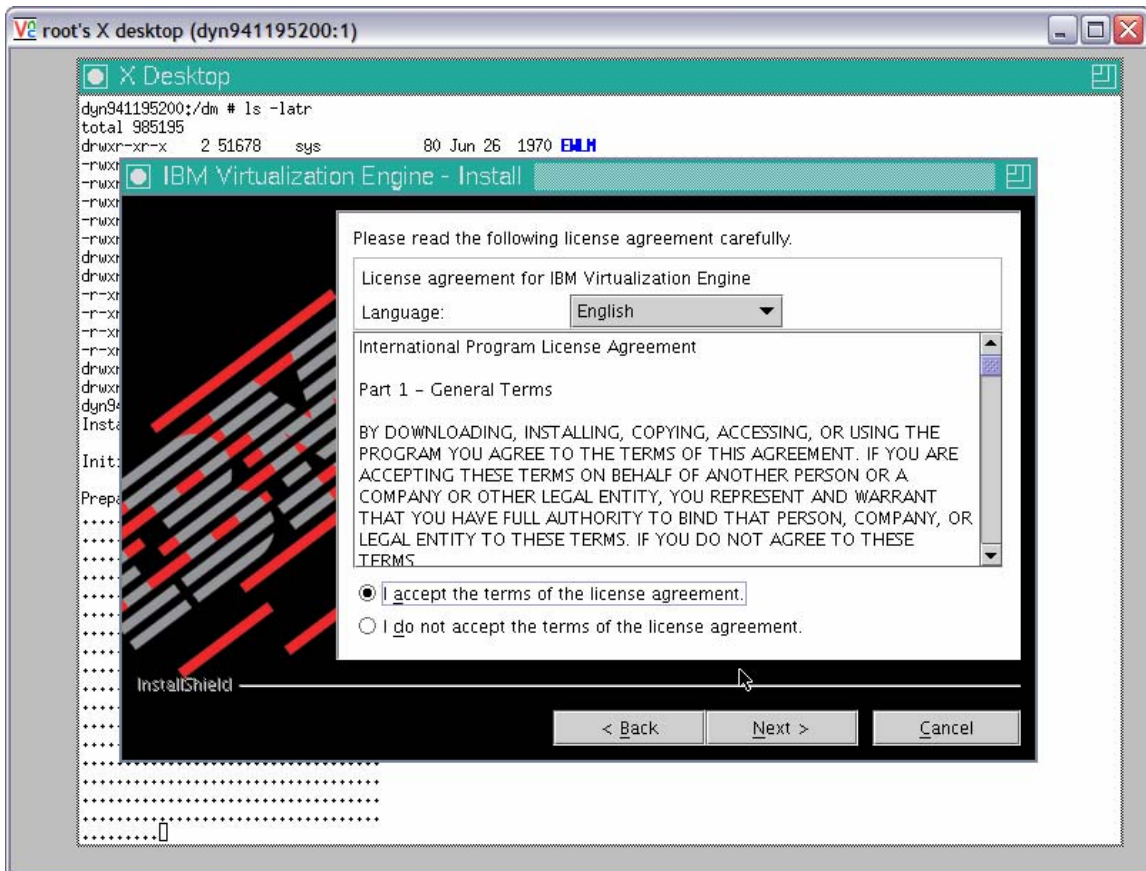 root's X desktop (dyn941195200:1)
X Desktop
dyn941195200:/dm # ls -latr
total 985195
drwxr-xr-x 2 51678 sys 80 Jun 26 1970 EWLM
IBM Virtualization Engine - Install
Please read the following license agreement carefully.
License agreement for IBM Virtualization Engine
Language: English
International Program License Agreement
Part 1 - General Terms
BY DOWNLOADING, INSTALLING, COPYING, ACCESSING, OR USING THE
PROGRAM YOU AGREE TO THE TERMS OF THIS AGREEMENT. IF YOU ARE
ACCEPTING THESE TERMS ON BEHALF OF ANOTHER PERSON OR A
COMPANY OR OTHER LEGAL ENTITY, YOU REPRESENT AND WARRANT
THAT YOU HAVE FULL AUTHORITY TO BIND THAT PERSON, COMPANY, OR
LEGAL ENTITY TO THESE TERMS. IF YOU DO NOT AGREE TO THESE
TERMS
I accept the terms of the license agreement.
I do not accept the terms of the license agreement.
InstallShield
< Back Next > Cancel